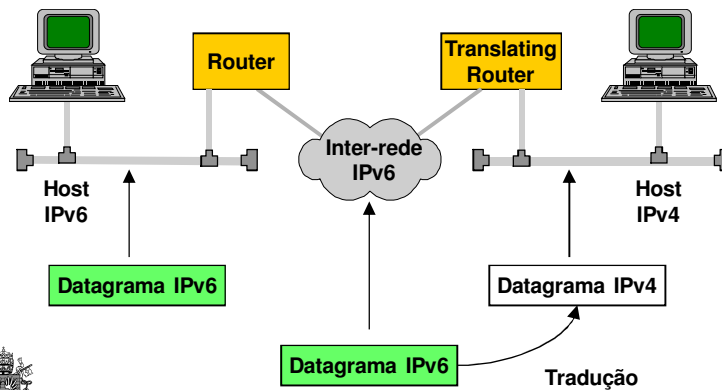 Router
Translating
Router
Inter-rede
IPv6
Host
IPv6
Host
IPv4
Datagrama IPv6
Datagrama IPv4
Datagrama IPv6
Tradução